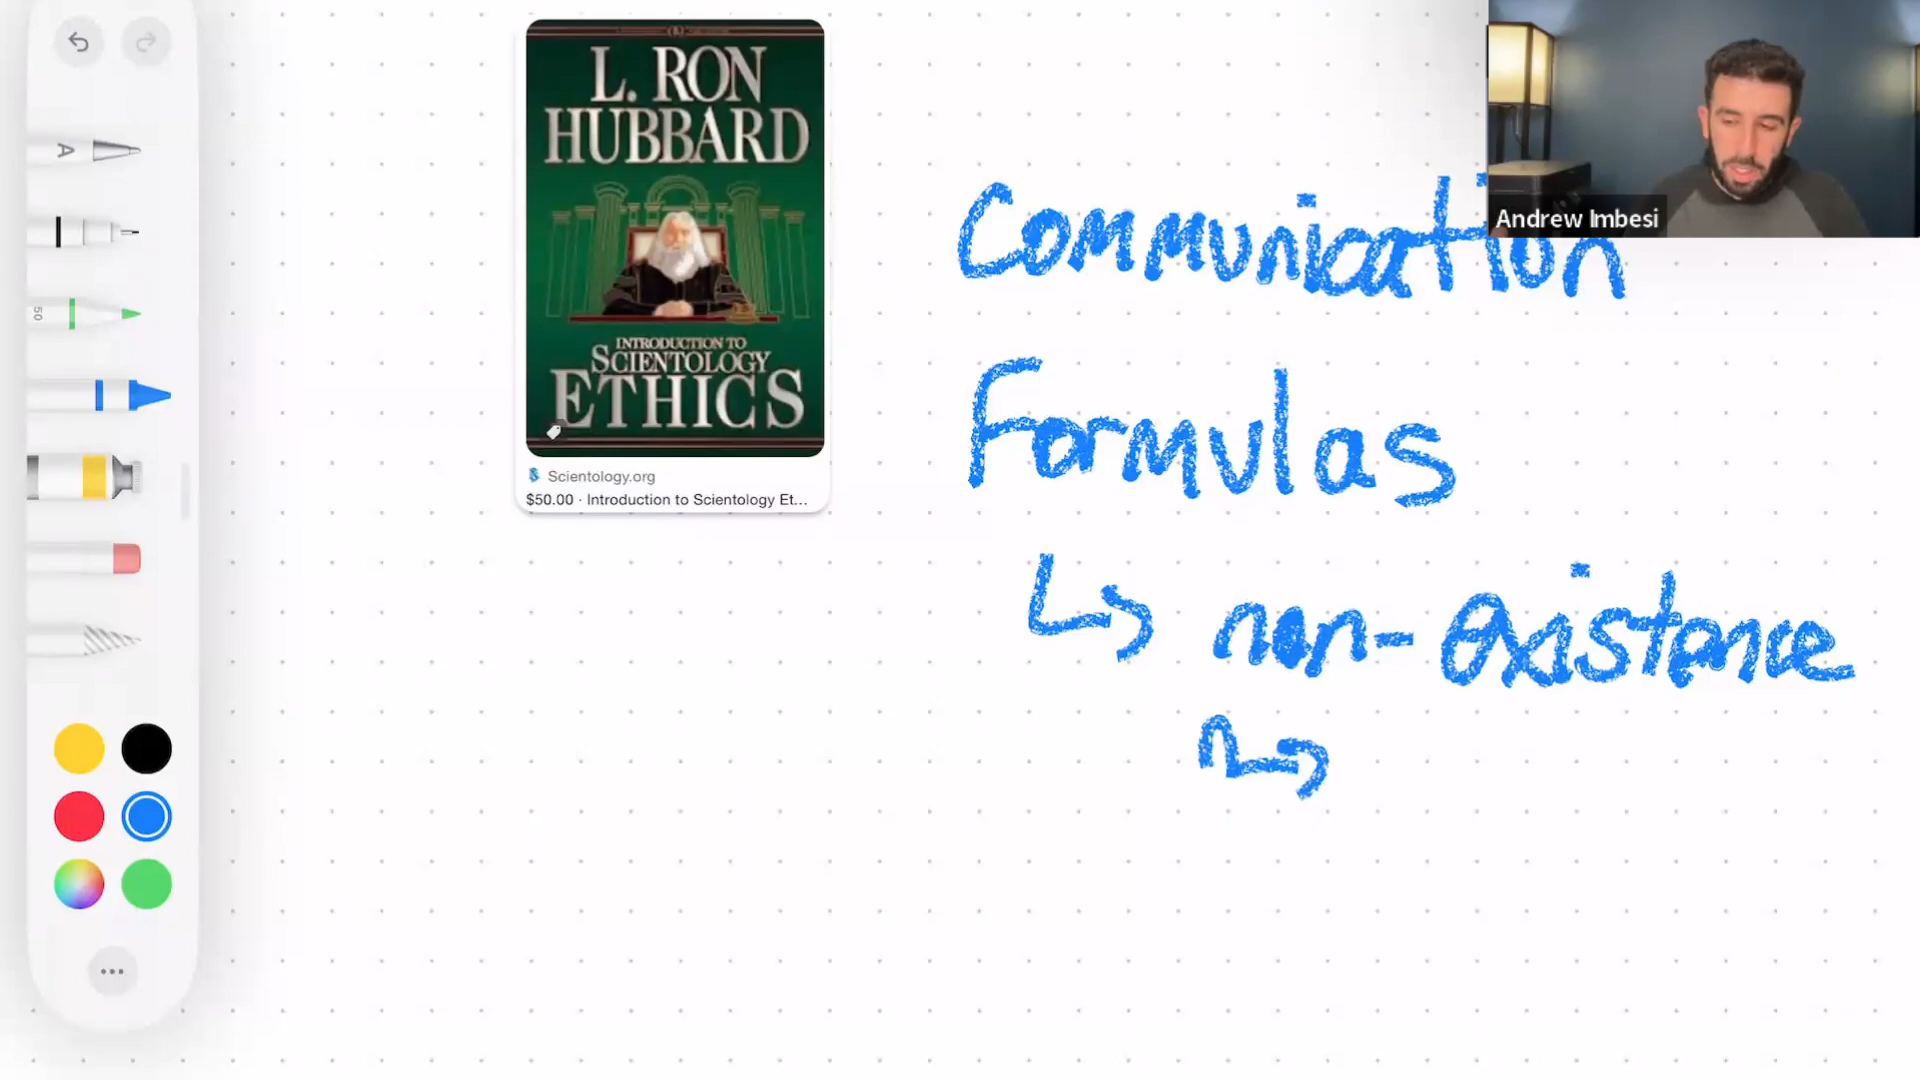 A
50
L. RON
HUBBARD
INTRODUCTION TO
SCIENTOLOGY
ETHICS
Scientology.org
$50.00 · Introduction to Scientology Et...
Andrew Imbesi
Communication
Formulas
↳ non-existence
↳